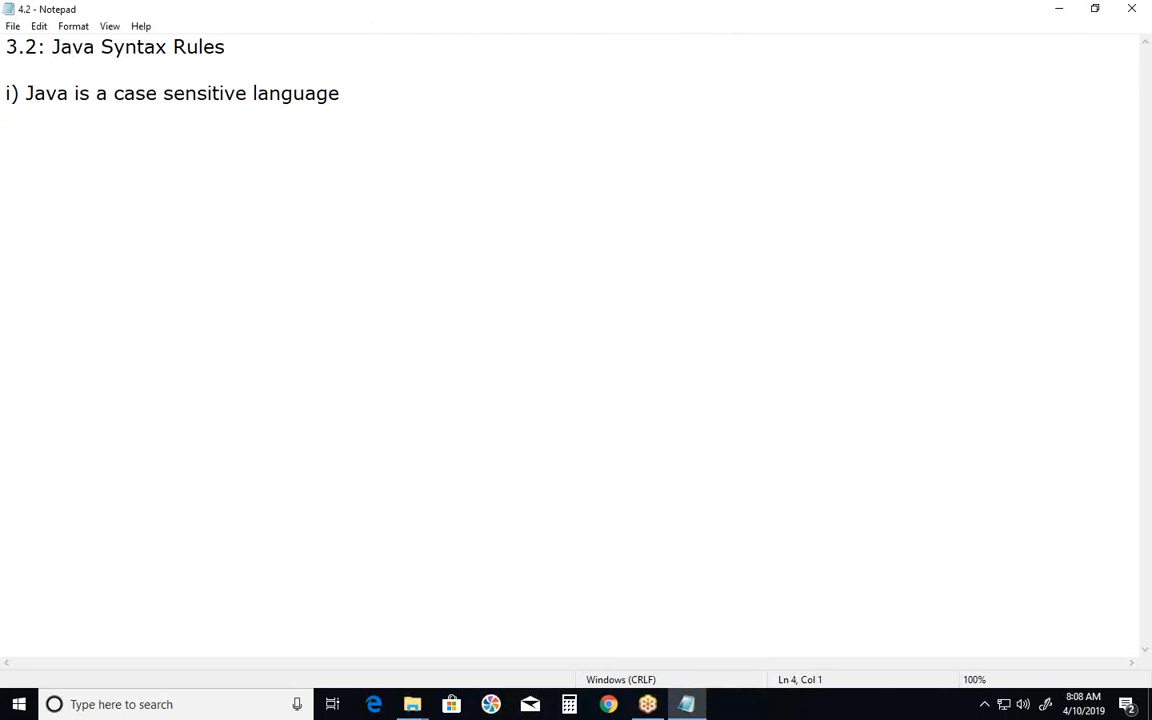 4.2 - Notepad
File Edit Format View Help
3.2: Java Syntax Rules
i) Java is a case sensitive language
Windows (CRLF) Ln 4, Col 1 100%
Type here to search
8:08 AM
4/10/2019
2